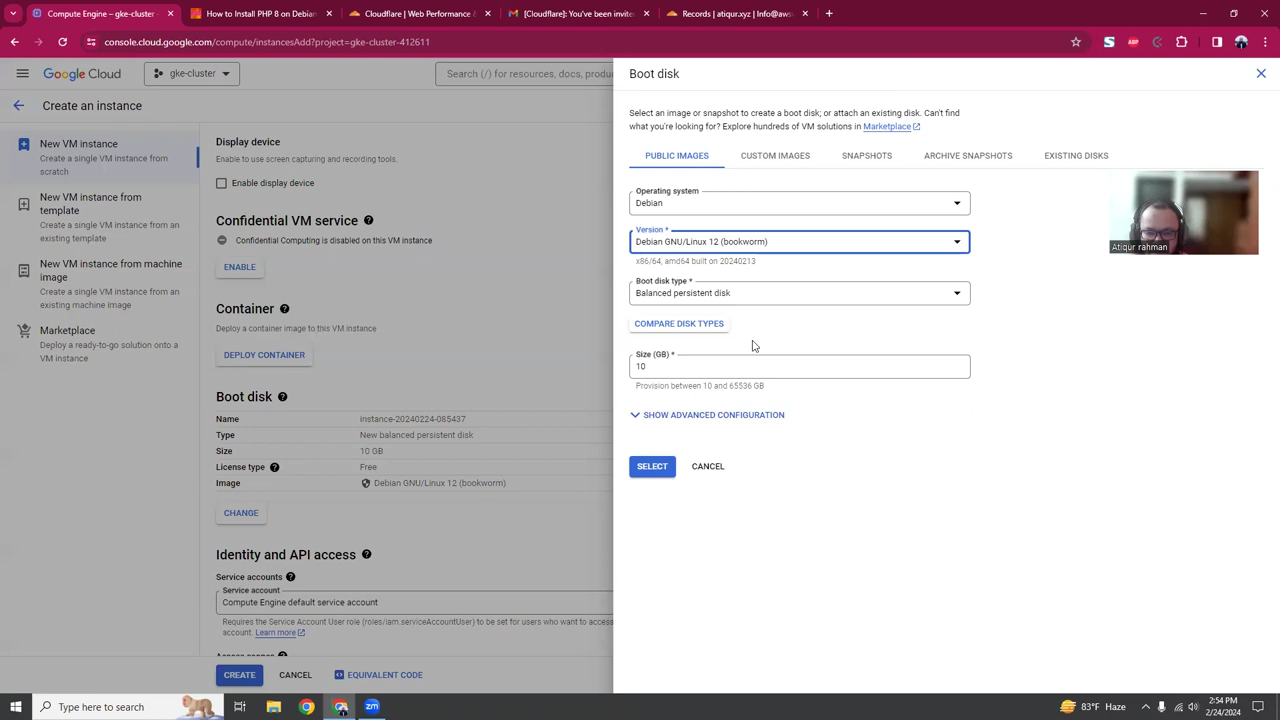 Compute Engine – gke-cluster –
How to Install PHP 8 on Debian
Cloudflare | Web Performance &
[Cloudflare]: You've been invite
Records | atiqur.xyz | Info@aws
console.cloud.google.com/compute/instancesAdd?project=gke-cluster-412611
Google Cloud
gke-cluster
Search (/) for resources, docs, produ
Create an instance
New VM instance
Create a single VM instance from
scratch
New VM instance from
template
Create a single VM instance from an
existing template
New VM instance from machine
image
Create a single VM instance from an
existing machine image
Marketplace
Deploy a ready-to-go solution onto a
VM instance
Display device
Enable to use screen capturing and recording tools.
Enable display device
Confidential VM service
Confidential Computing is disabled on this VM instance
ENABLE
Container
Deploy a container image to this VM instance
DEPLOY CONTAINER
Boot disk
Name instance-20240224-085437
Type New balanced persistent disk
Size 10 GB
License type Free
Image Debian GNU/Linux 12 (bookworm)
CHANGE
Identity and API access
Service accounts
Service account
Compute Engine default service account
Requires the Service Account User role (roles/iam.serviceAccountUser) to be set for users who want to access
account. Learn more
CREATE CANCEL EQUIVALENT CODE
Boot disk
Select an image or snapshot to create a boot disk; or attach an existing disk. Can't find
what you're looking for? Explore hundreds of VM solutions in Marketplace
PUBLIC IMAGES CUSTOM IMAGES SNAPSHOTS ARCHIVE SNAPSHOTS EXISTING DISKS
Operating system
Debian
Version *
Debian GNU/Linux 12 (bookworm)
x86/64, amd64 built on 20240213
Boot disk type *
Balanced persistent disk
COMPARE DISK TYPES
Size (GB) *
10
Provision between 10 and 65536 GB
SHOW ADVANCED CONFIGURATION
SELECT CANCEL
Atiqur rahman
Type here to search
zm
83°F Haze
2:54 PM
2/24/2024